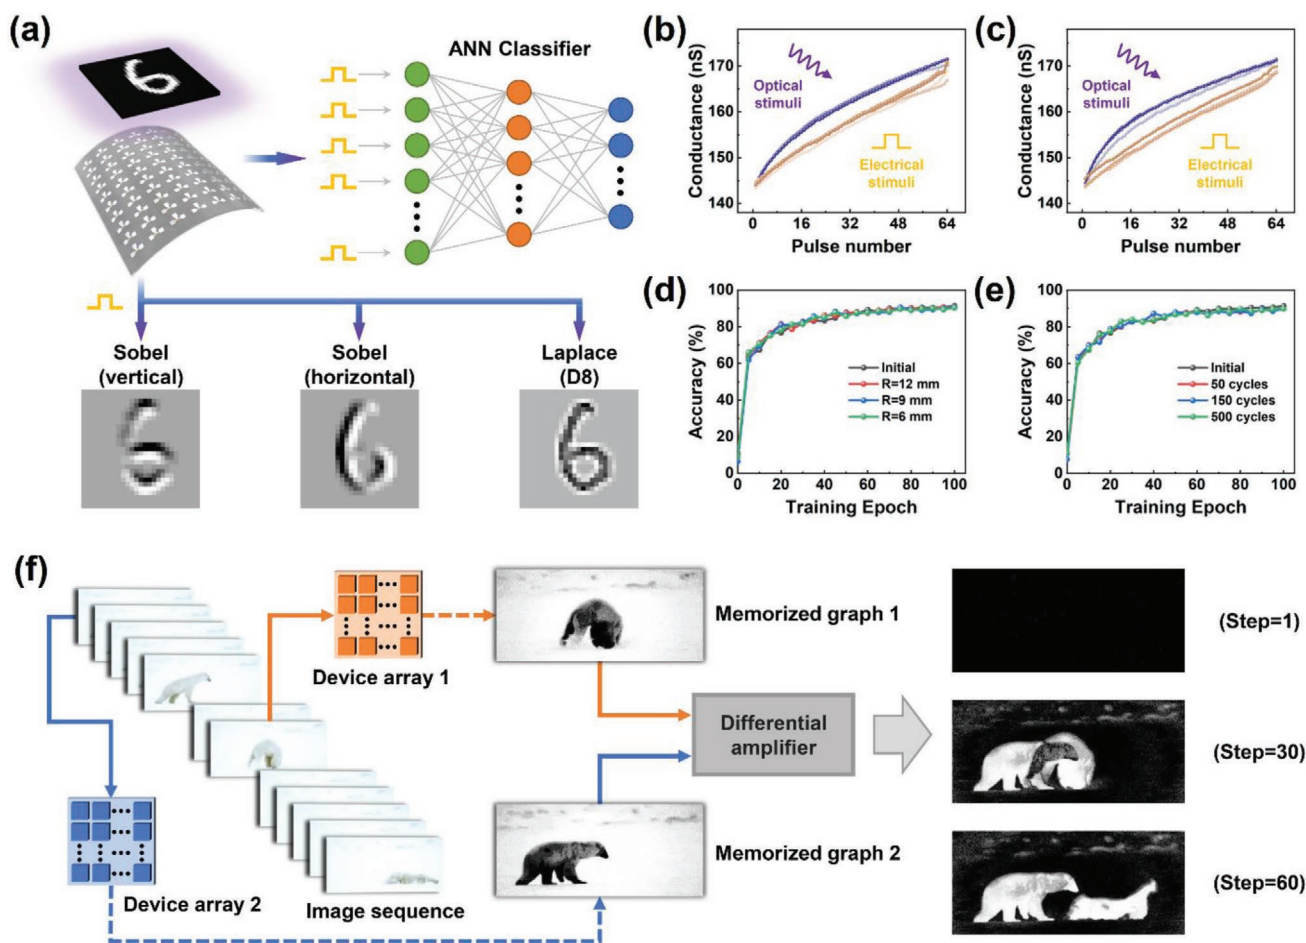 (a)
ANN Classifier
Sobel
(vertical)
Sobel
(horizontal)
Laplace
(D8)
(b)
Conductance (nS)
170
160
150
140
Optical
stimuli
Electrical
stimuli
1
16
32
48
64
Pulse number
(c)
Conductance (nS)
170
160
150
140
Optical
stimuli
Electrical
stimuli
1
16
32
48
64
Pulse number
(d)
Accuracy (%)
100
80
60
40
20
0
Initial
R=12 mm
R=9 mm
R=6 mm
0
20
40
60
80
100
Training Epoch
(e)
Accuracy (%)
100
80
60
40
20
0
Initial
50 cycles
150 cycles
500 cycles
0
20
40
60
80
100
Training Epoch
(f)
Device array 1
Memorized graph 1
Differential
amplifier
Device array 2
Image sequence
Memorized graph 2
(Step=1)
(Step=30)
(Step=60)